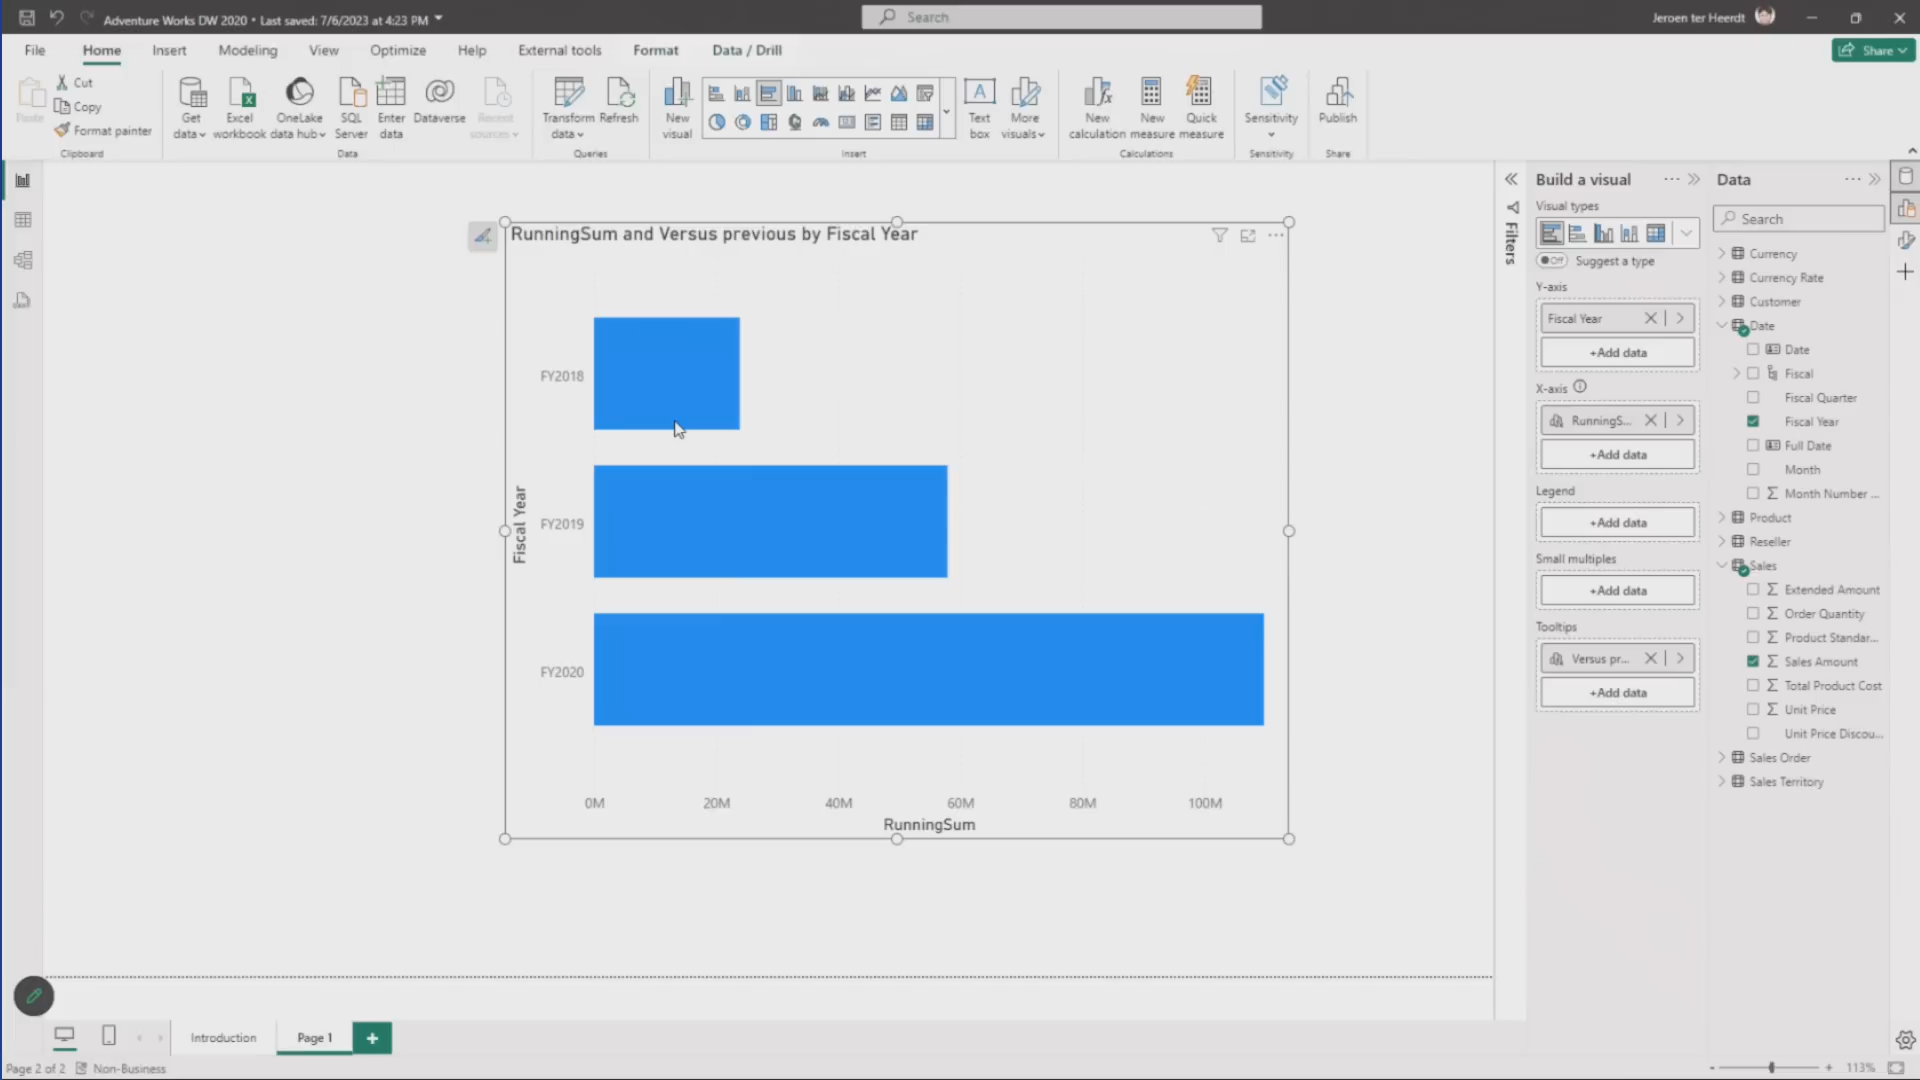 Adventure Works DW 2020 • Last saved: 7/6/2023 at 4:23 PM
Search
Jeroen ter Heerdt
File
Home
Insert
Modeling
View
Optimize
Help
External tools
Format
Data / Drill
Share
Paste
Cut
Copy
Format painter
Clipboard
Get data
Excel workbook
OneLake data hub
SQL Server
Enter data
Dataverse
Recent sources
Data
Transform data
Refresh
Queries
New visual
Text box
More visuals
Insert
New calculation
New measure
Quick measure
Calculations
Sensitivity
Sensitivity
Publish
Share
RunningSum and Versus previous by Fiscal Year
Fiscal Year
FY2018
FY2019
FY2020
0M
20M
40M
60M
80M
100M
RunningSum
Filters
Build a visual
Visual types
Off
Suggest a type
Y-axis
Fiscal Year
+Add data
X-axis
RunningS...
+Add data
Legend
+Add data
Small multiples
+Add data
Tooltips
Versus pr...
+Add data
Data
Search
Currency
Currency Rate
Customer
Date
Date
Fiscal
Fiscal Quarter
Fiscal Year
Full Date
Month
Month Number ...
Product
Reseller
Sales
Extended Amount
Order Quantity
Product Standar...
Sales Amount
Total Product Cost
Unit Price
Unit Price Discou...
Sales Order
Sales Territory
Introduction
Page 1
Page 2 of 2
Non-Business
113%